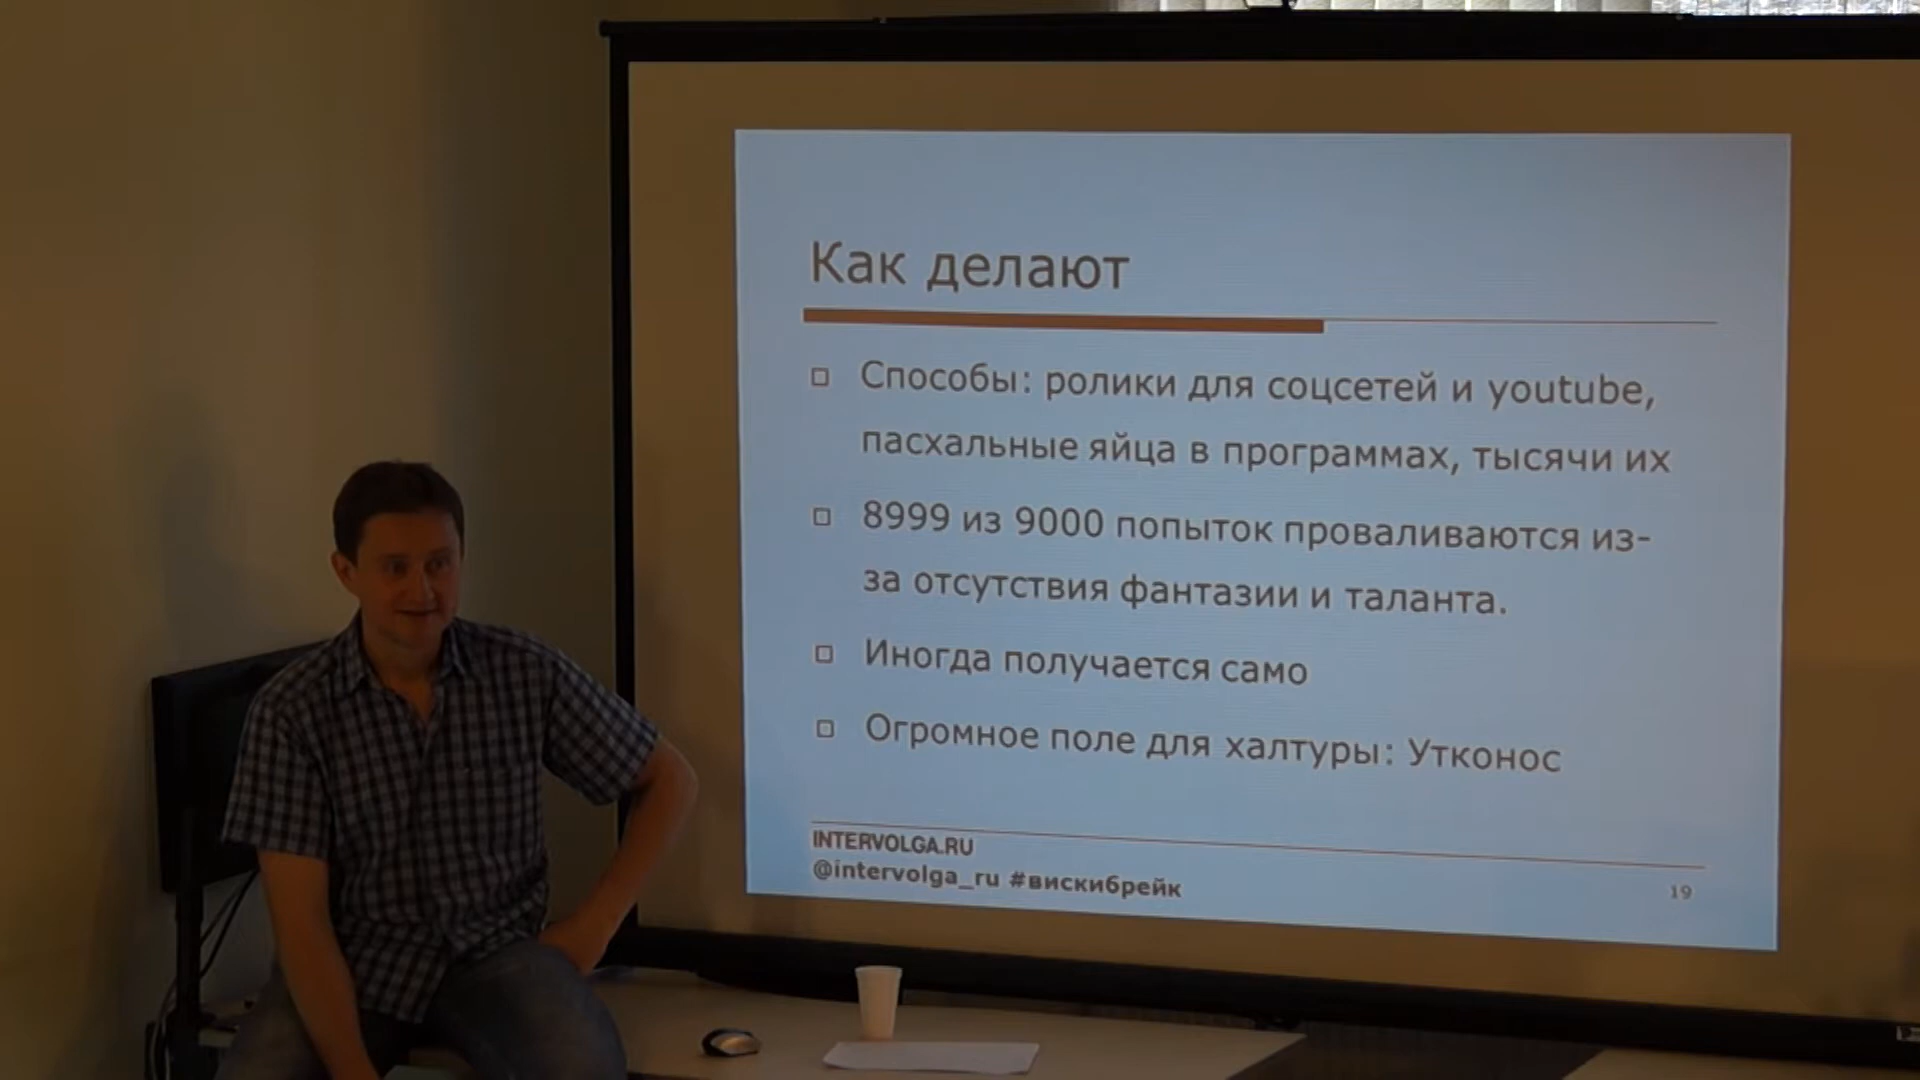 Как делают
Способы: ролики для соцсетей и youtube,
пасхальные яйца в программах, тысячи их
8999 из 9000 попыток проваливаются из-
за отсутствия фантазии и таланта.
Иногда получается само
Огромное поле для халтуры: Утконос
INTERVOLGA.RU
@intervolga_ru #вискибрейк
19